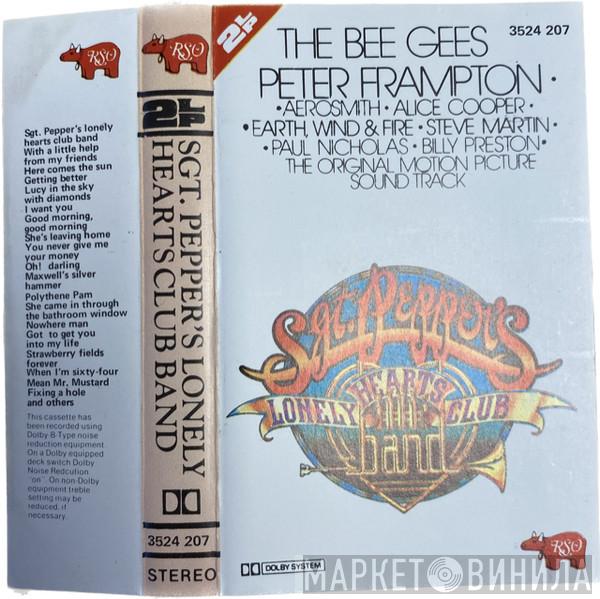 RSO
Sgt. Pepper's lonely
hearts club band
With a little help
from my friends
Here comes the sun
Getting better
Lucy in the sky
with diamonds
I want you
Good morning,
good morning
She's leaving home
You never give me
your money
Oh! darling
Maxwell's silver
hammer
Polythene Pam
She came in through
the bathroom window
Nowhere man
Got to get you
into my life
Strawberry fields
forever
When I'm sixty-four
Mean Mr. Mustard
Fixing a hole
and others
This cassette has
been recorded using
Dolby B-Type noise
reduction equipment.
On a Dolby equipped
deck switch Dolby
Noise Redcution
"on". On non-Dolby
equipment treble
setting may be
reduced, if
necessary.
RSO
2LP
SGT. PEPPER'S LONELY
HEARTS CLUB BAND
3524 207
STEREO
2LP
3524 207
THE BEE GEES
PETER FRAMPTON •
• AEROSMITH • ALICE COOPER •
• EARTH, WIND & FIRE • STEVE MARTIN •
• PAUL NICHOLAS • BILLY PRESTON •
THE ORIGINAL MOTION PICTURE
SOUND TRACK
Sgt. Pepper's
HEARTS
LONELY CLUB
band
DOLBY SYSTEM
RSO
МАРКЕТ ВИНИЛА